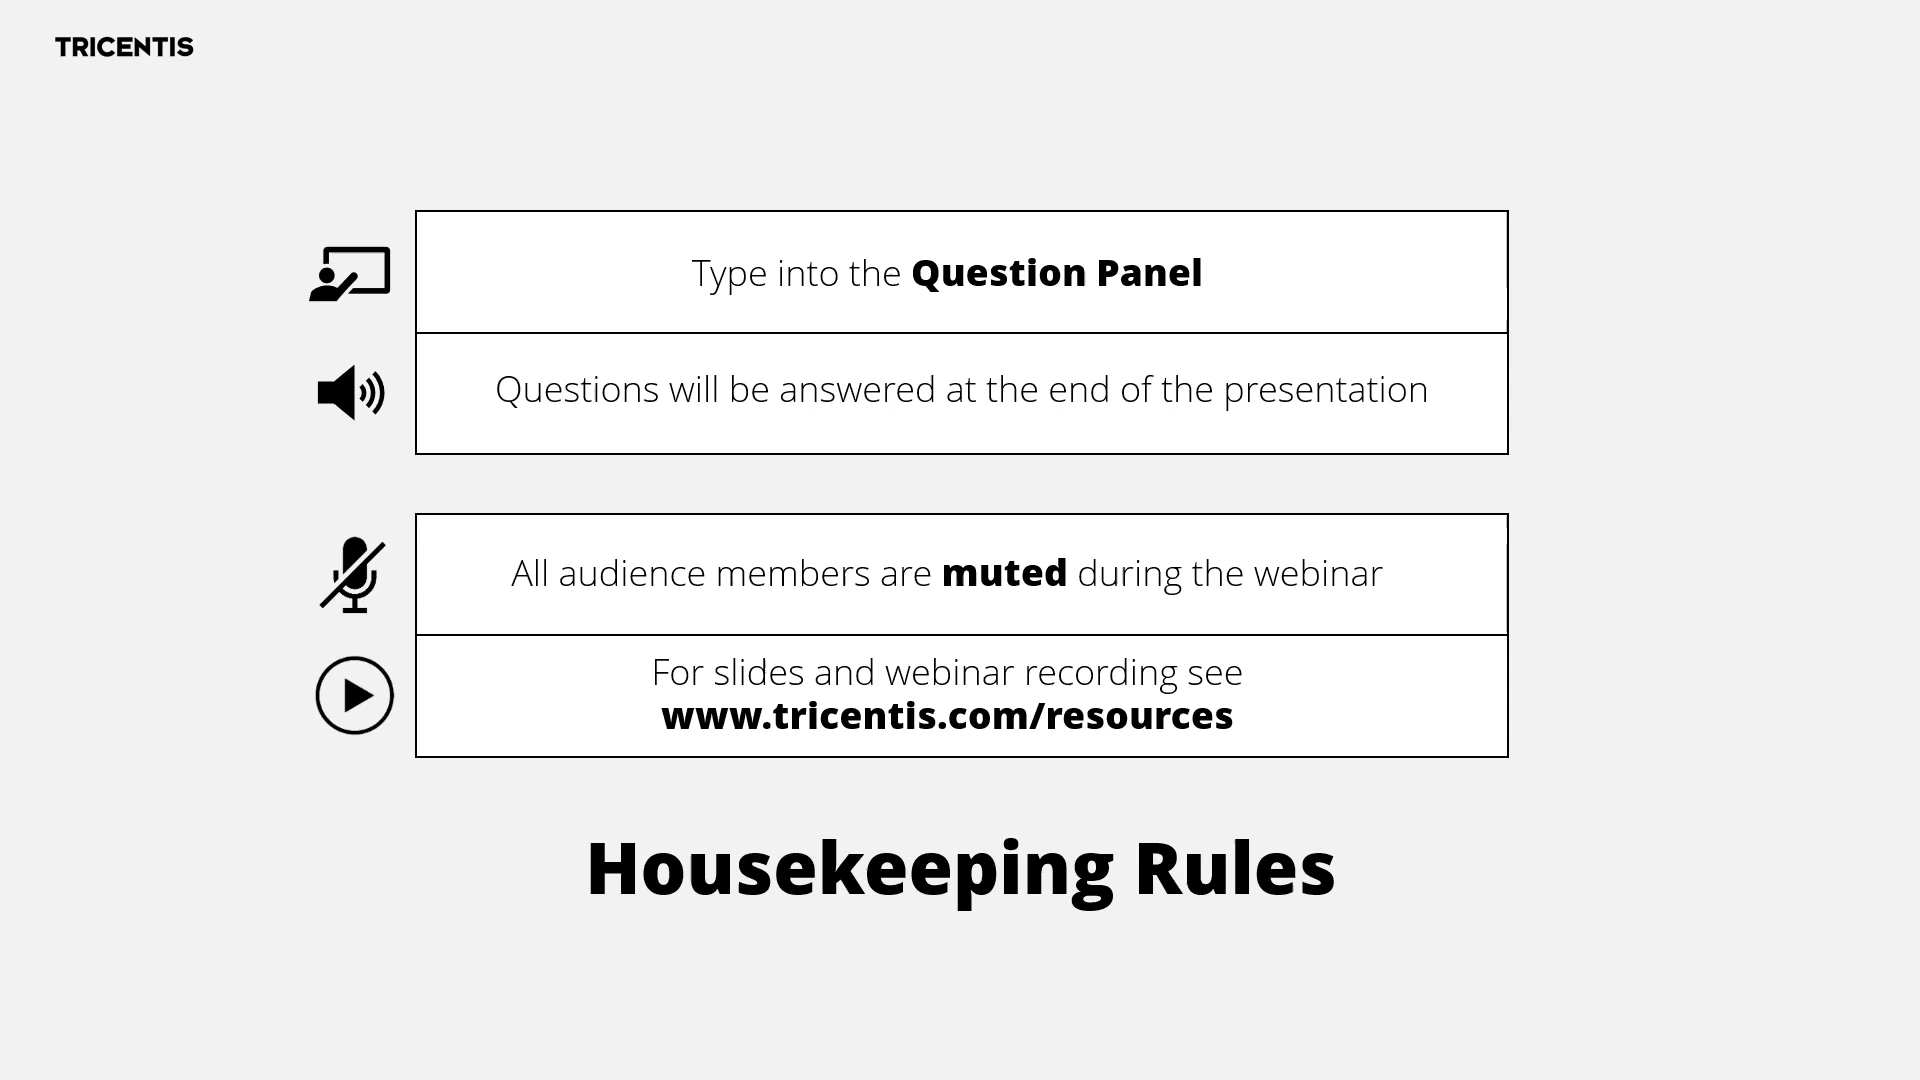 TRICENTIS
Type into the Question Panel
Questions will be answered at the end of the presentation
All audience members are muted during the webinar
For slides and webinar recording see
www.tricentis.com/resources
Housekeeping Rules